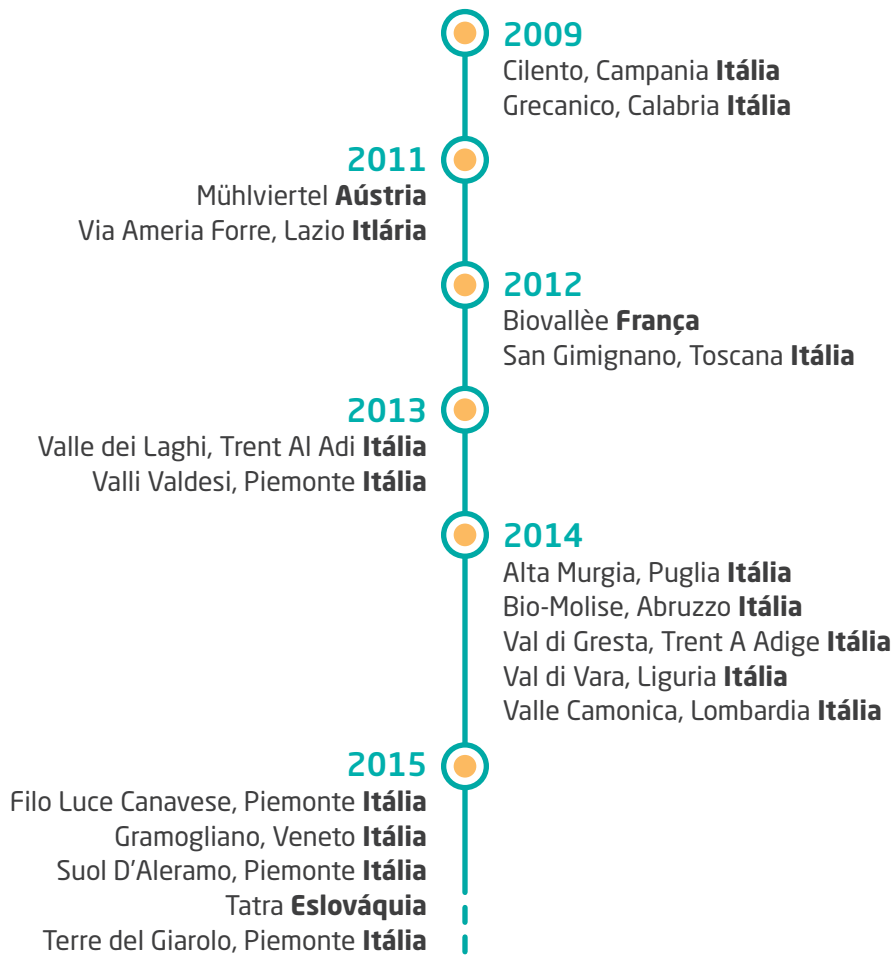 2009
Cilento, Campania Itália
Grecanico, Calabria Itália
2011
Mühlviertel Aústria
Via Ameria Forre, Lazio Itlária
2012
Biovallèe França
San Gimignano, Toscana Itália
2013
Valle dei Laghi, Trent Al Adi Itália
Valli Valdesi, Piemonte Itália
2014
Alta Murgia, Puglia Itália
Bio-Molise, Abruzzo Itália
Val di Gresta, Trent A Adige Itália
Val di Vara, Liguria Itália
Valle Camonica, Lombardia Itália
2015
Filo Luce Canavese, Piemonte Itália
Gramogliano, Veneto Itália
Suol D’Aleramo, Piemonte Itália
Tatra Eslováquia
Terre del Giarolo, Piemonte Itália